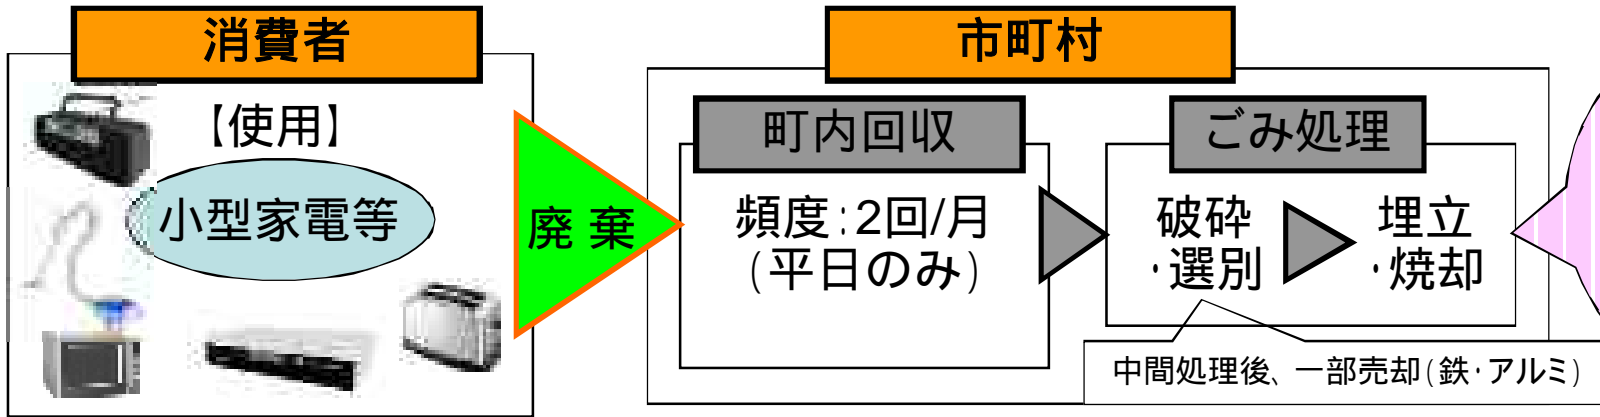 消費者
【使用】
小型家電等
廃棄
市町村
町内回収
頻度:2回/月
(平日のみ)
ごみ処理
破砕
・選別
埋立
・焼却
中間処理後、一部売却(鉄・アルミ)